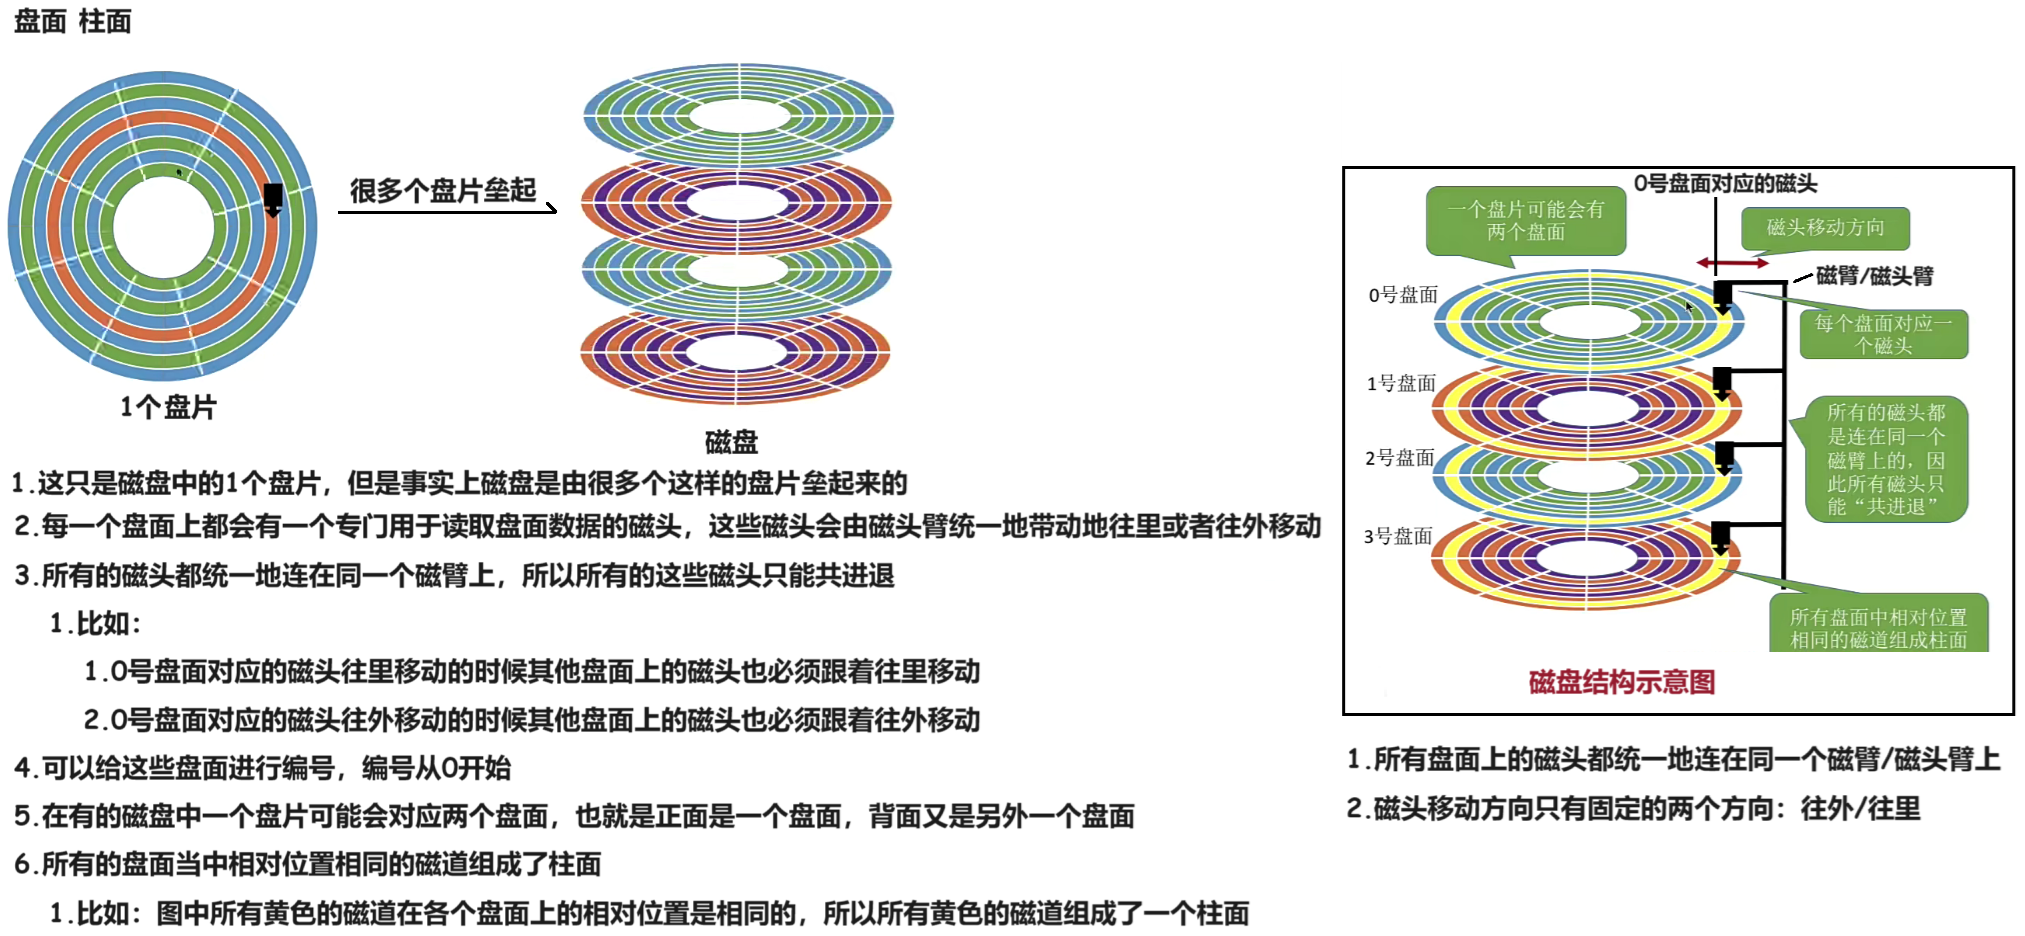 盘面 柱面
1个盘片
很多个盘片垒起
磁盘
1.这只是磁盘中的1个盘片，但是事实上磁盘是由很多个这样的盘片垒起来的
2.每一个盘面上都会有一个专门用于读取盘面数据的磁头，这些磁头会由磁头臂统一地带动地往里或者往外移动
3.所有的磁头都统一地连在同一个磁臂上，所以所有的这些磁头只能共进退
1.比如：
1.0号盘面对应的磁头往里移动的时候其他盘面上的磁头也必须跟着往里移动
2.0号盘面对应的磁头往外移动的时候其他盘面上的磁头也必须跟着往外移动
4.可以给这些盘面进行编号，编号从0开始
5.在有的磁盘中一个盘片可能会对应两个盘面，也就是正面是一个盘面，背面又是另外一个盘面
6.所有的盘面当中相对位置相同的磁道组成了柱面
1.比如：图中所有黄色的磁道在各个盘面上的相对位置是相同的，所以所有黄色的磁道组成了一个柱面
0号盘面对应的磁头
一个盘片可能会有
两个盘面
磁头移动方向
磁臂/磁头臂
0号盘面
每个盘面对应一
个磁头
1号盘面
所有的磁头都
是连在同一个
磁臂上的，因
此所有磁头只
能“共进退”
2号盘面
3号盘面
所有盘面中相对位置
相同的磁道组成柱面
磁盘结构示意图
1.所有盘面上的磁头都统一地连在同一个磁臂/磁头臂上
2.磁头移动方向只有固定的两个方向：往外/往里